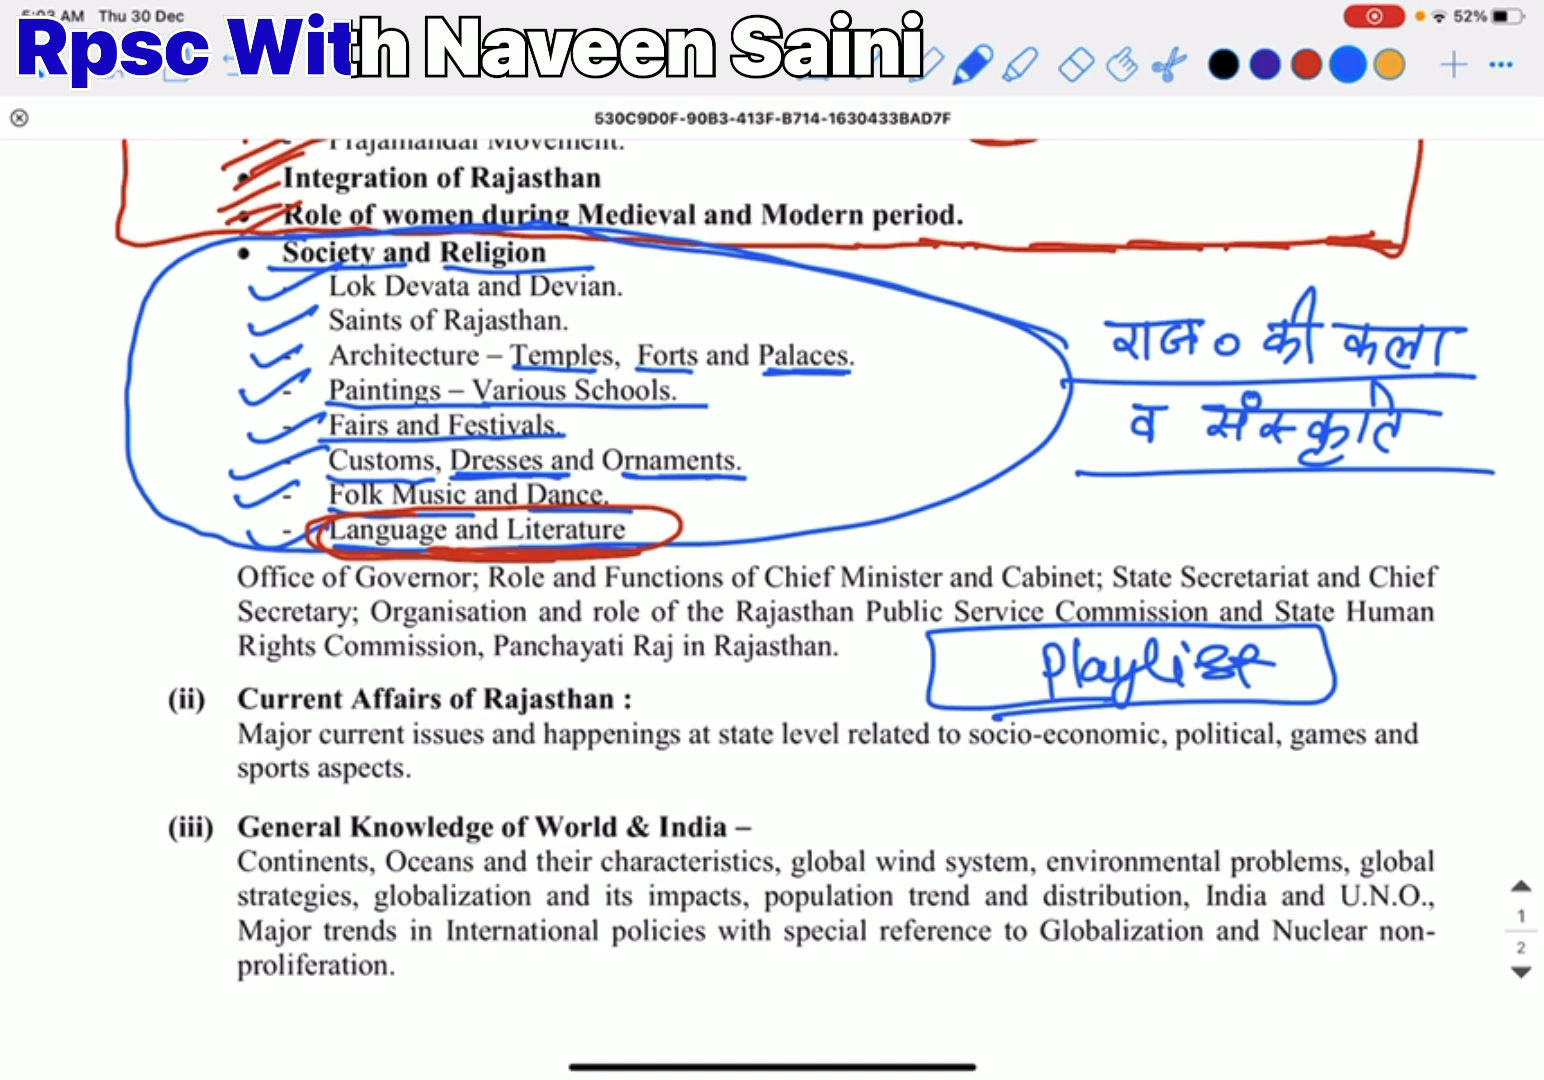 5:03 AM Thu 30 Dec
52%
Rpsc With Naveen Saini
530C9D0F-90B3-413F-B714-1630433BAD7F
- Prajamandal Movement.
• Integration of Rajasthan
• Role of women during Medieval and Modern period.
• Society and Religion
- Lok Devata and Devian.
- Saints of Rajasthan.
- Architecture – Temples, Forts and Palaces.
- Paintings – Various Schools.
- Fairs and Festivals.
- Customs, Dresses and Ornaments.
- Folk Music and Dance.
- Language and Literature
राज० की कला
व संस्कृति
Office of Governor; Role and Functions of Chief Minister and Cabinet; State Secretariat and Chief
Secretary; Organisation and role of the Rajasthan Public Service Commission and State Human
Rights Commission, Panchayati Raj in Rajasthan.
Playlist
(ii) Current Affairs of Rajasthan :
Major current issues and happenings at state level related to socio-economic, political, games and
sports aspects.
(iii) General Knowledge of World & India –
Continents, Oceans and their characteristics, global wind system, environmental problems, global
strategies, globalization and its impacts, population trend and distribution, India and U.N.O.,
Major trends in International policies with special reference to Globalization and Nuclear non-
proliferation.
1
2